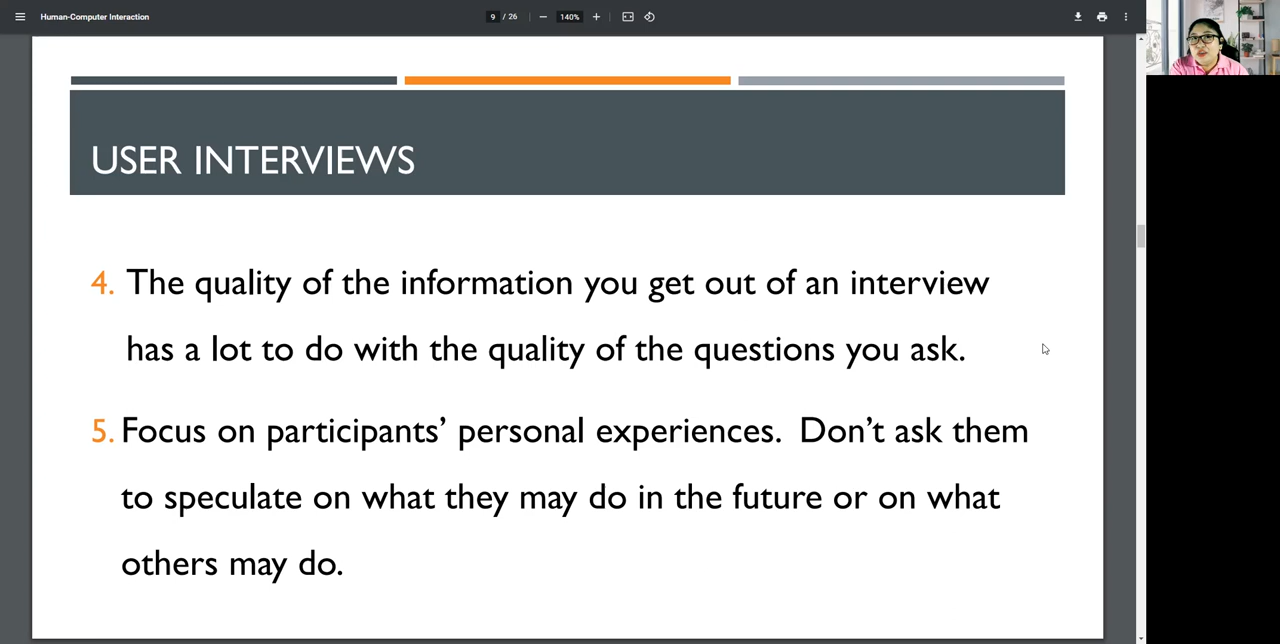 Human-Computer Interaction
9 / 26
140%
USER INTERVIEWS
4. The quality of the information you get out of an interview
has a lot to do with the quality of the questions you ask.
5. Focus on participants’ personal experiences. Don’t ask them
to speculate on what they may do in the future or on what
others may do.